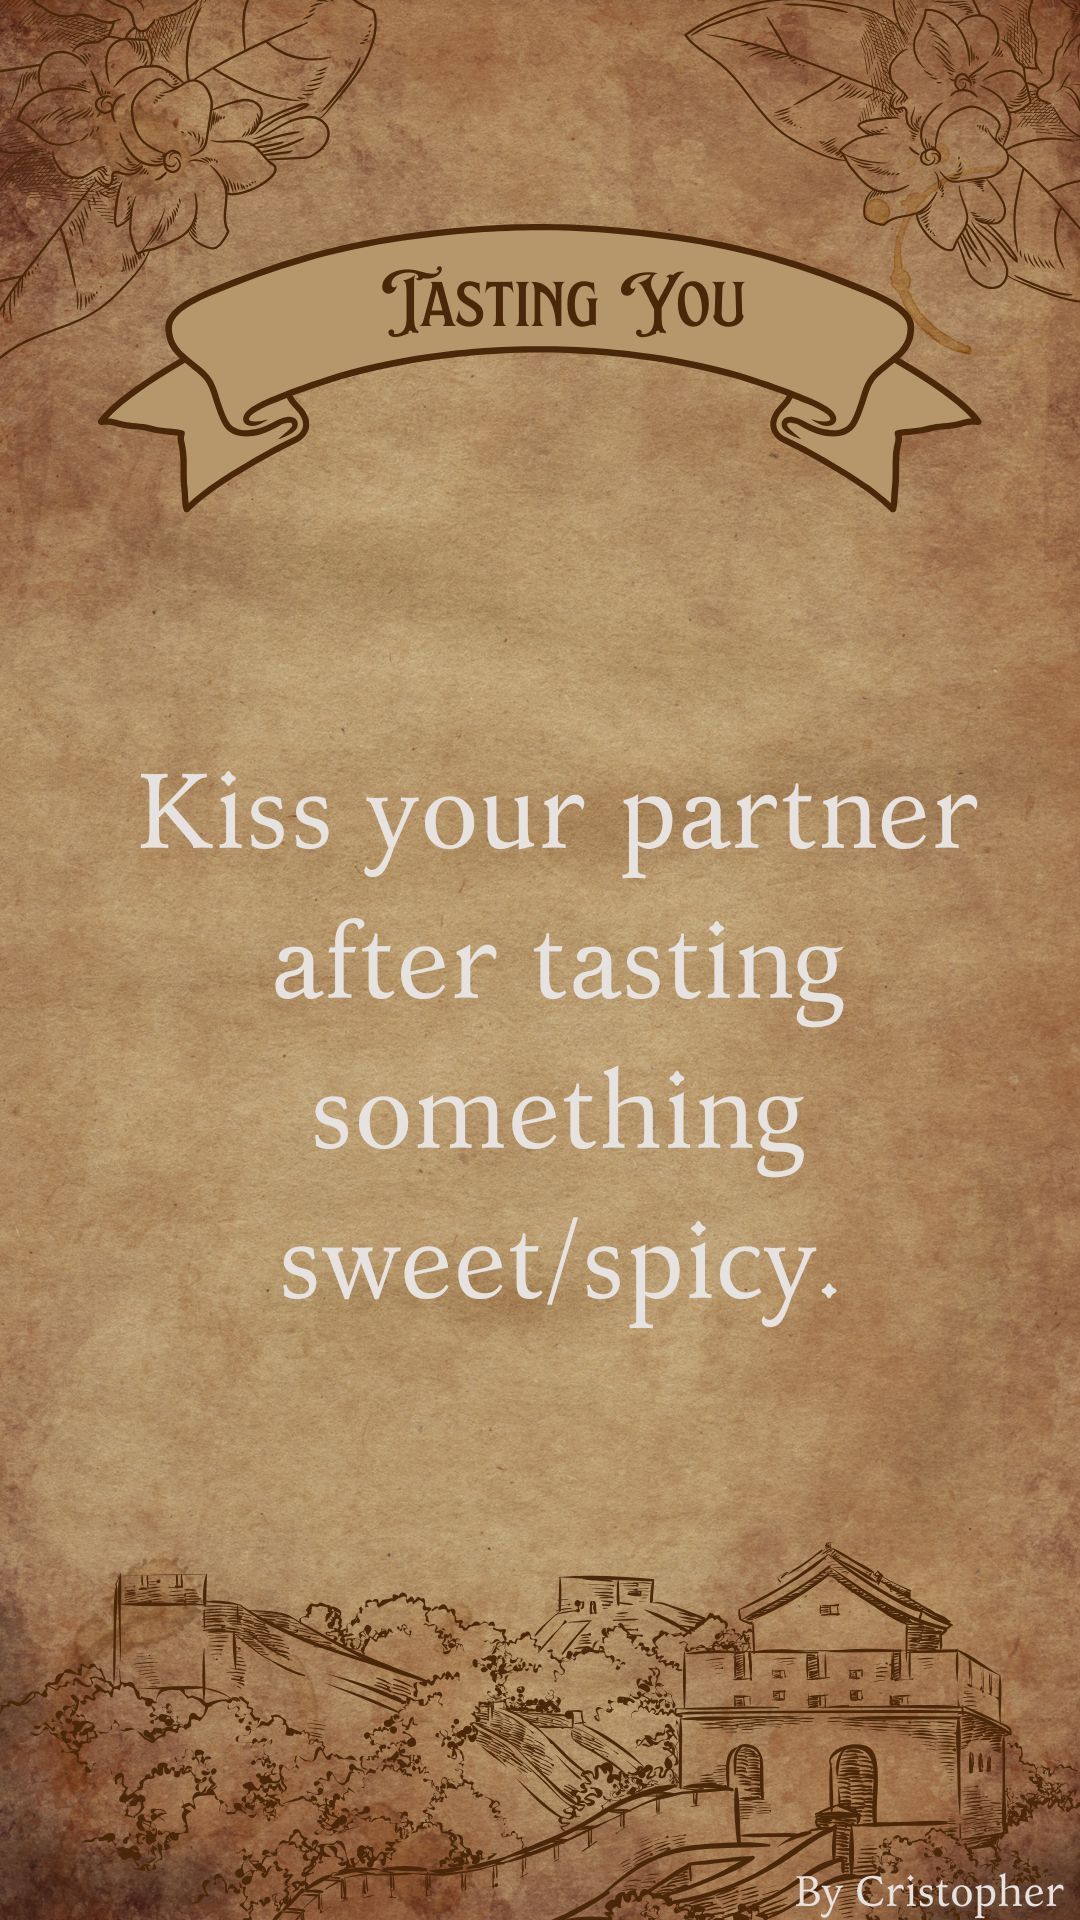 Tasting You
Kiss your partner
after tasting
something
sweet/spicy.
By Cristopher